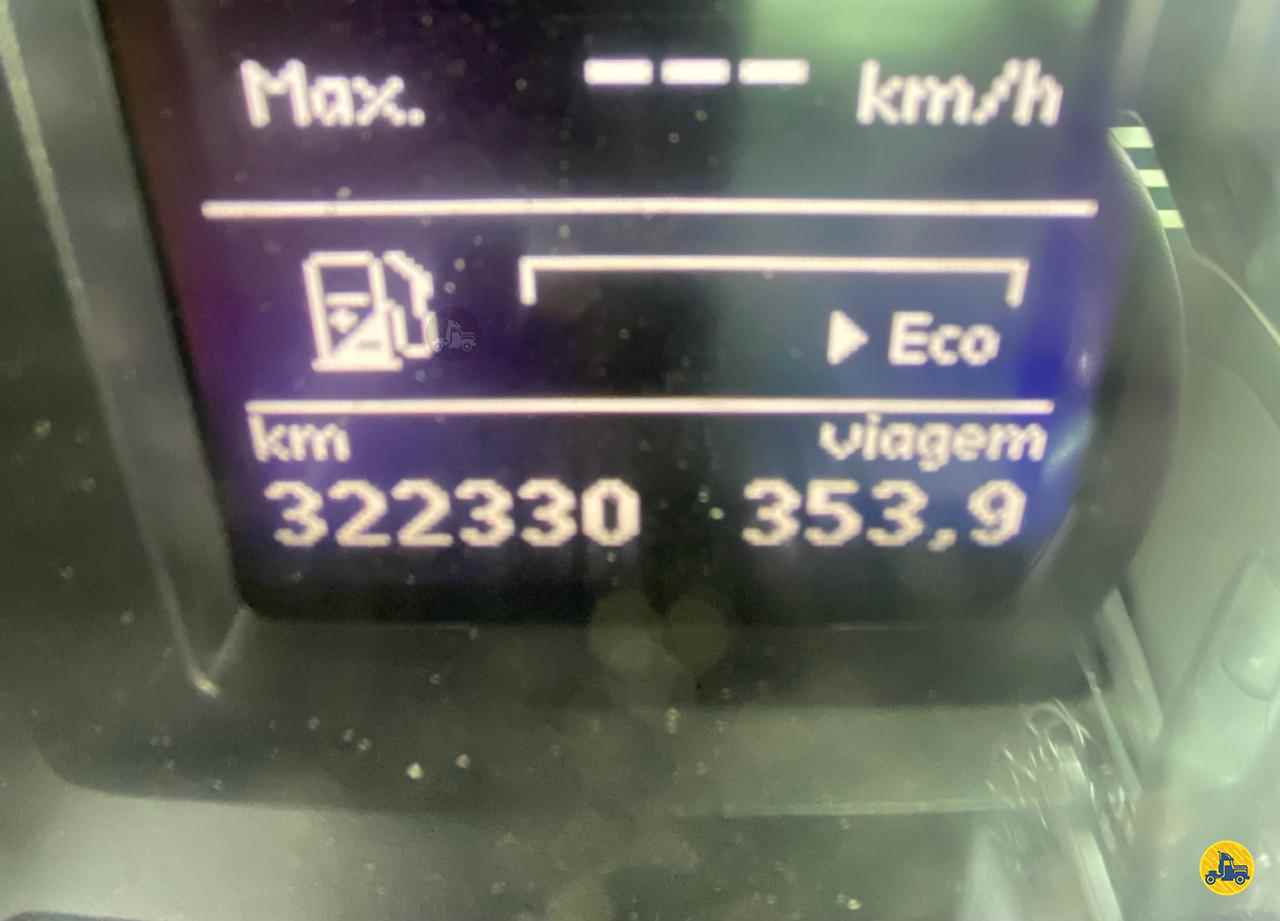 Max. --- km/h
Eco
km viagem
322330 353,9